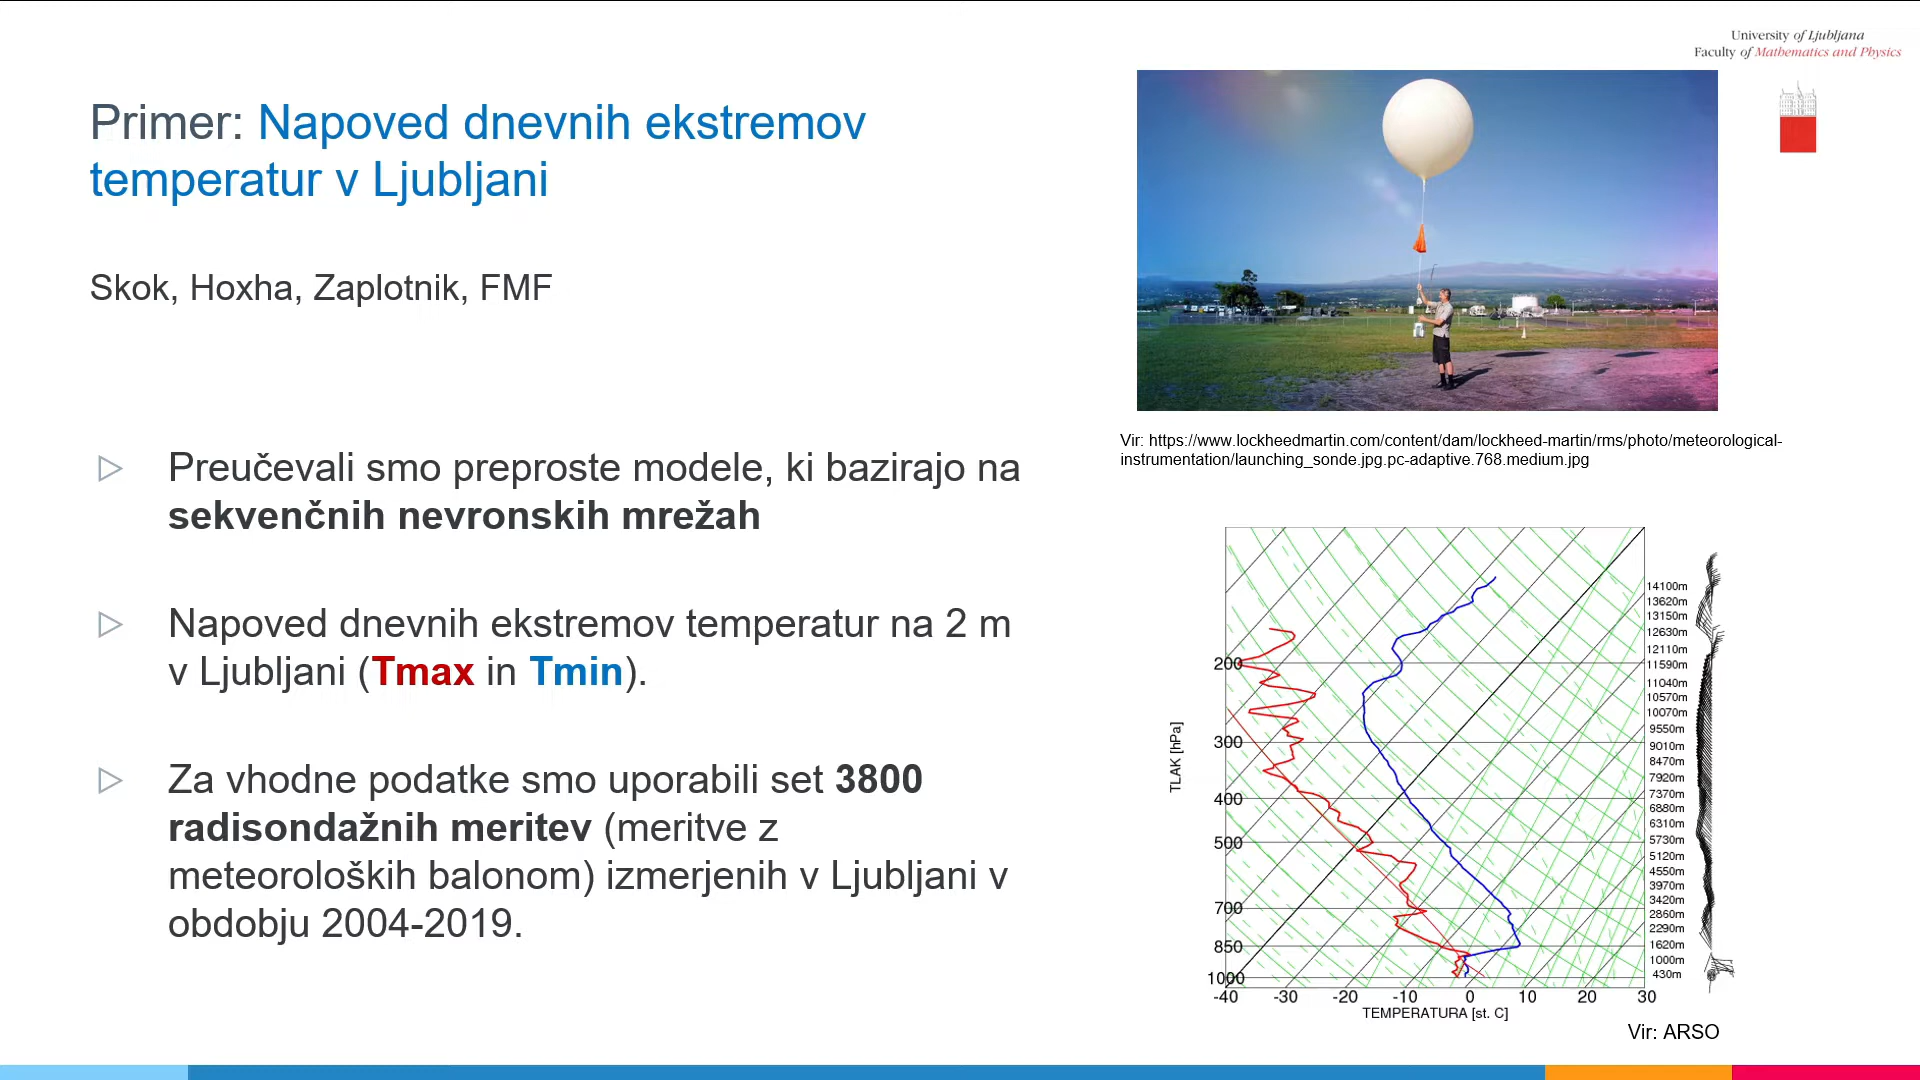 University of Ljubljana
Faculty of Mathematics and Physics
Primer: Napoved dnevnih ekstremov
temperatur v Ljubljani
Skok, Hoxha, Zaplotnik, FMF
Preučevali smo preproste modele, ki bazirajo na
sekvenčnih nevronskih mrežah
Napoved dnevnih ekstremov temperatur na 2 m
v Ljubljani (Tmax in Tmin).
Za vhodne podatke smo uporabili set 3800
radisondažnih meritev (meritve z
meteoroloških balonom) izmerjenih v Ljubljani v
obdobju 2004-2019.
Vir: https://www.lockheedmartin.com/content/dam/lockheed-martin/rms/photo/meteorological-
instrumentation/launching_sonde.jpg.pc-adaptive.768.medium.jpg
TLAK [hPa]
200
300
400
500
700
850
1000
14100m
13620m
13150m
12630m
12110m
11590m
11040m
10570m
10070m
9550m
9010m
8470m
7920m
7370m
6880m
6310m
5730m
5120m
4550m
3970m
3420m
2860m
2290m
1620m
1000m
430m
-40 -30 -20 -10 0 10 20 30
TEMPERATURA [st. C]
Vir: ARSO